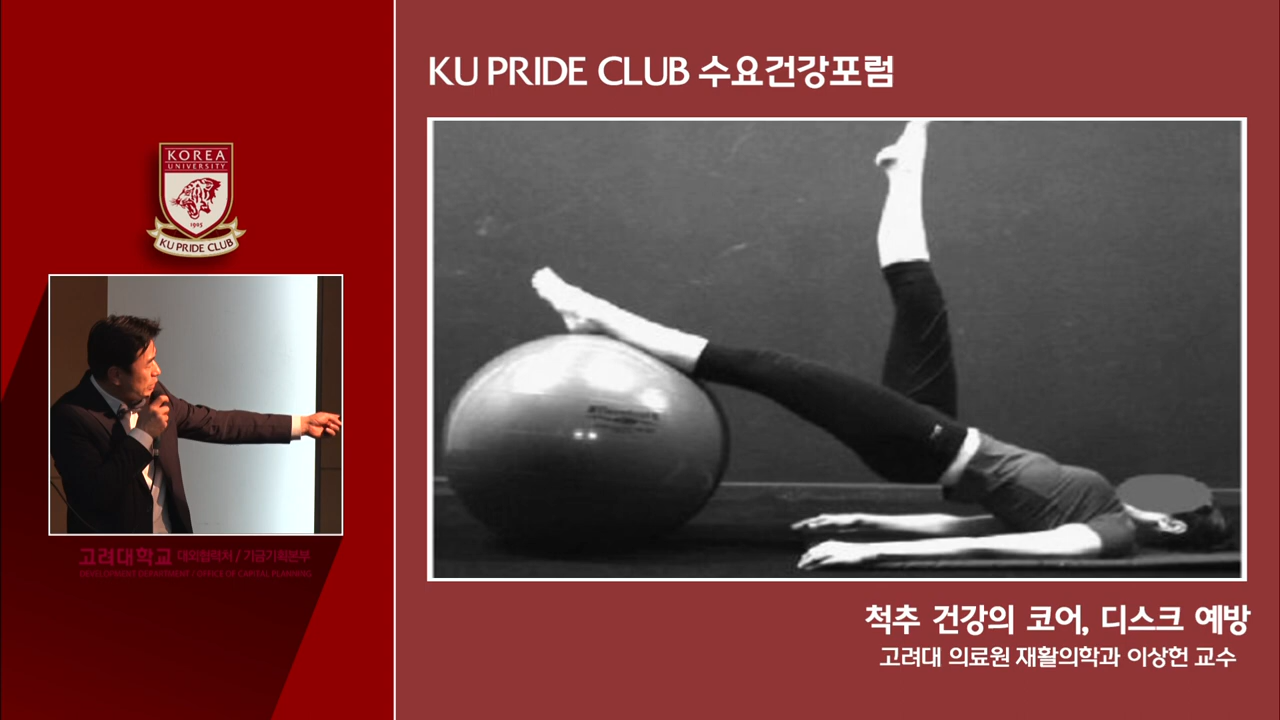 KU PRIDE CLUB 수요건강포럼
KOREA
UNIVERSITY
1905
KU PRIDE CLUB
고려대학교 대외협력처 / 기금기획본부
DEVELOPMENT DEPARTMENT / OFFICE OF CAPITAL PLANNING
척추 건강의 코어, 디스크 예방
고려대 의료원 재활의학과 이상헌 교수